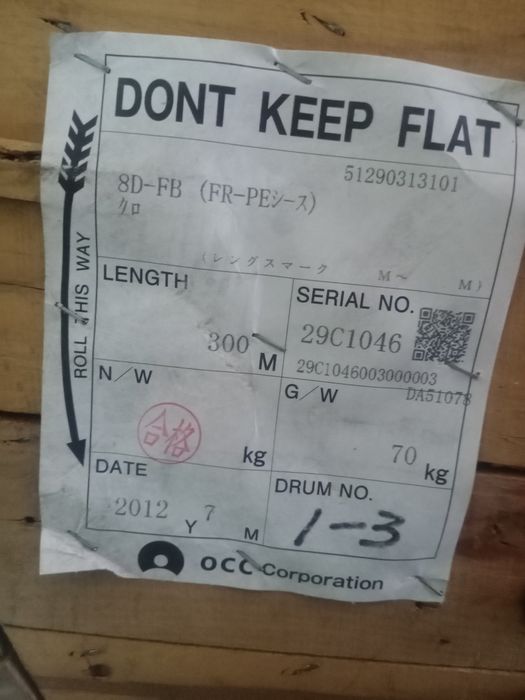 DONT KEEP FLAT
51290313101
8D-FB (FR-PEシース)
クロ
(レングスマーク M〜 M)
ROLL THIS WAY
LENGTH
300 M
SERIAL NO.
29C1046
29C1046003000003
DA51078
N/W
合格
kg
G/W
70 kg
DATE
2012 Y 7 M
DRUM NO.
1-3
OCC Corporation